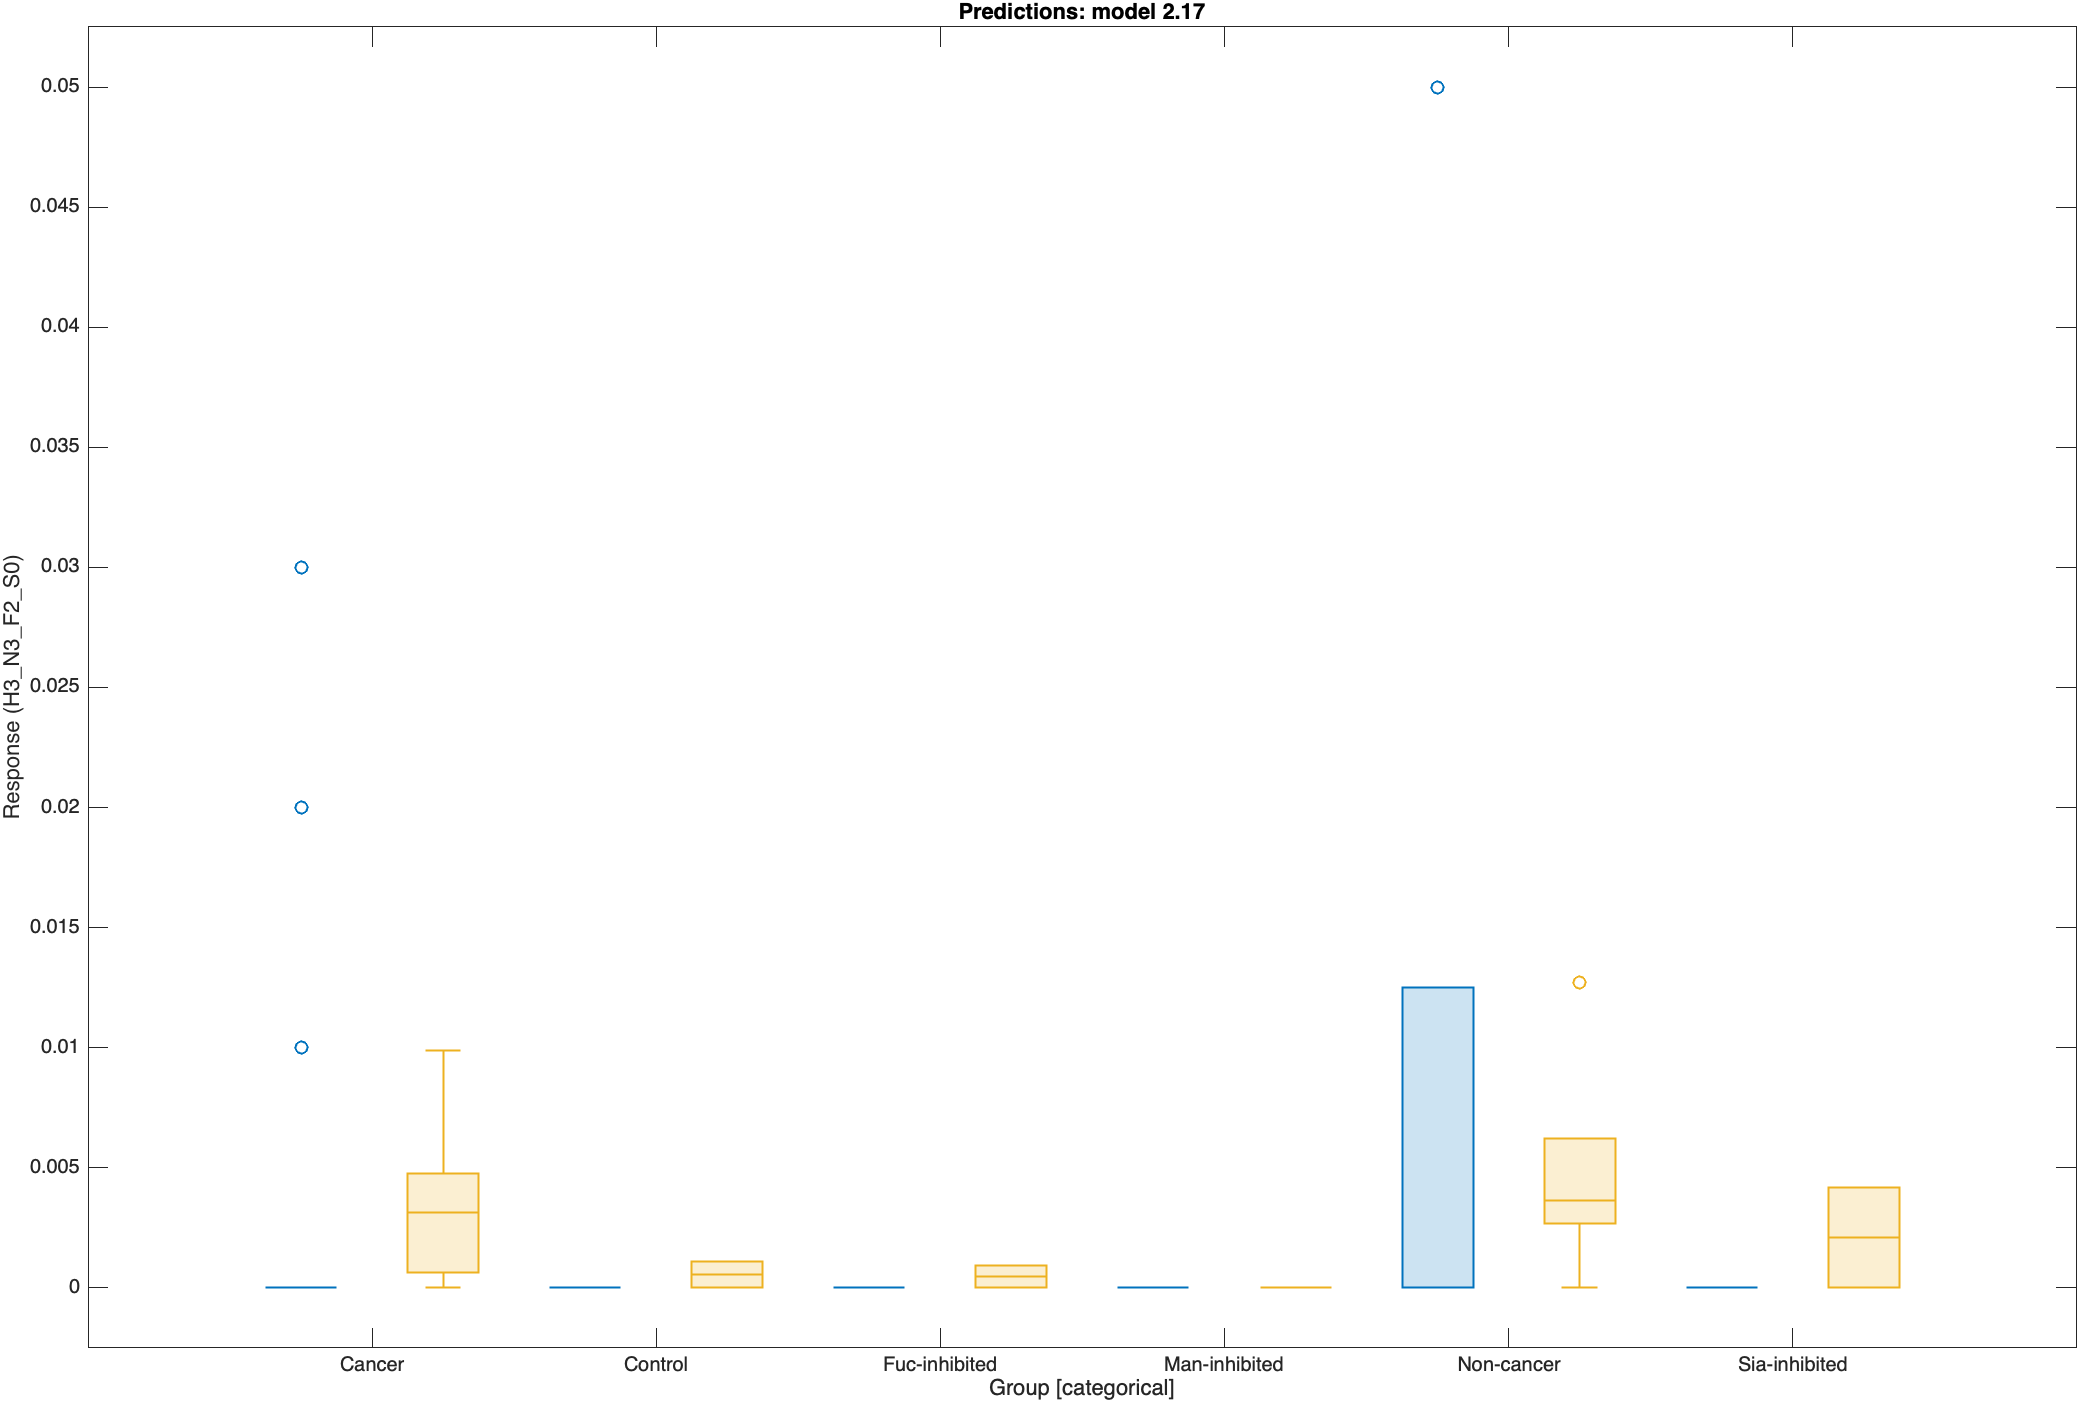 Predictions: model 2.17
0.05
0.045
0.04
0.035
0.03
0.025
0.02
0.015
0.01
0.005
0
Response (H3_N3_F2_S0)
Cancer Control Fuc-inhibited Man-inhibited Non-cancer Sia-inhibited
Group [categorical]